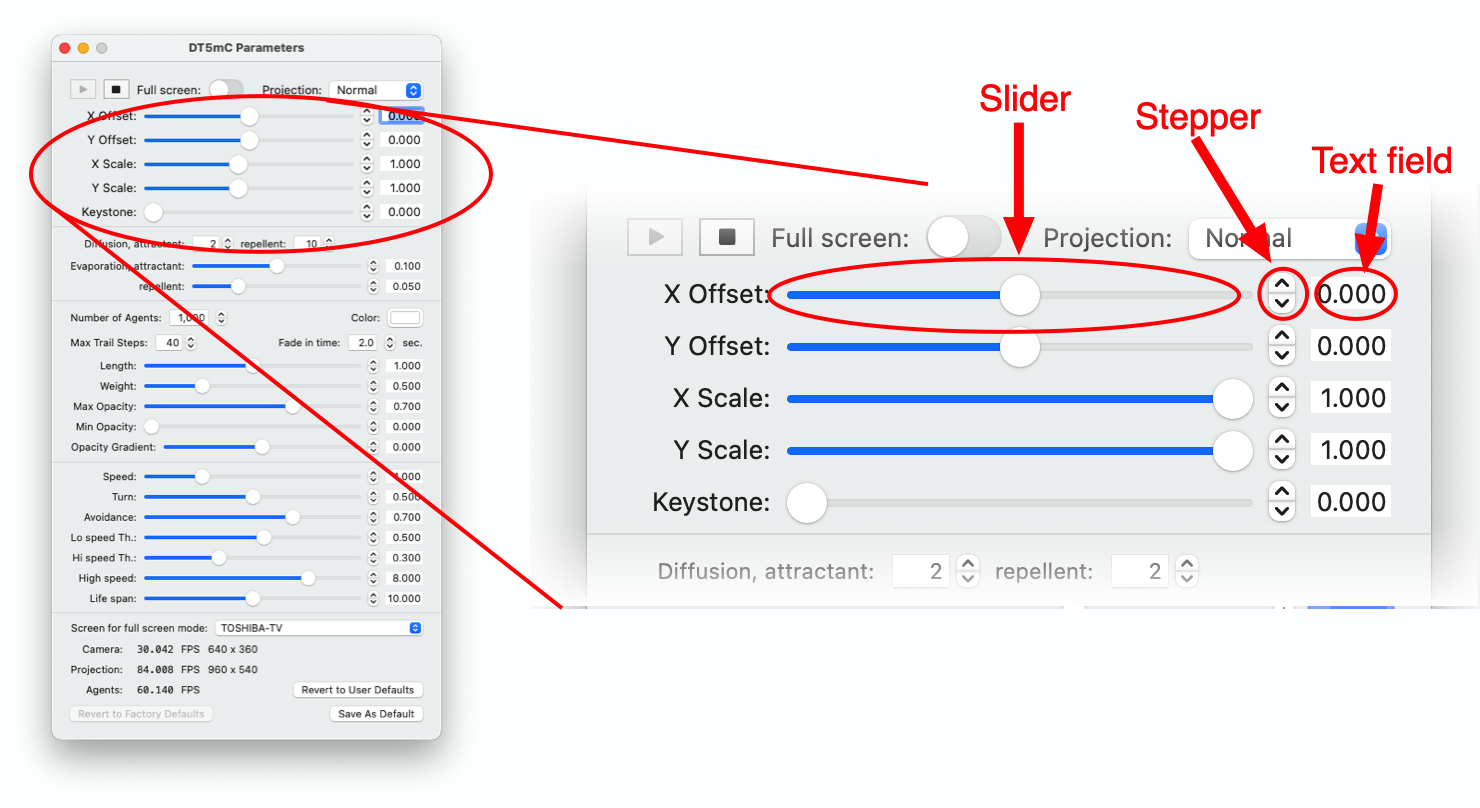 DT5mC Parameters
Full screen: Projection: Normal
X Offset: 0.000
Y Offset: 0.000
X Scale: 1.000
Y Scale: 1.000
Keystone: 0.000
Diffusion, attractant: 2 repellent: 10
Evaporation, attractant: 0.100
repellent: 0.050
Number of Agents: 1,000 Color:
Max Trail Steps: 40 Fade in time: 2.0 sec.
Length: 1.000
Weight: 0.500
Max Opacity: 0.700
Min Opacity: 0.000
Opacity Gradient: 0.000
Speed: 1.000
Turn: 0.500
Avoidance: 0.700
Lo speed Th.: 0.500
Hi speed Th.: 0.300
High speed: 8.000
Life span: 10.000
Screen for full screen mode: TOSHIBA-TV
Camera: 30.042 FPS 640 x 360
Projection: 84.008 FPS 960 x 540
Agents: 60.140 FPS Revert to User Defaults
Revert to Factory Defaults Save As Default
Slider
Stepper
Text field
Full screen: Projection: Normal
X Offset: 0.000
Y Offset: 0.000
X Scale: 1.000
Y Scale: 1.000
Keystone: 0.000
Diffusion, attractant: 2 repellent: 2